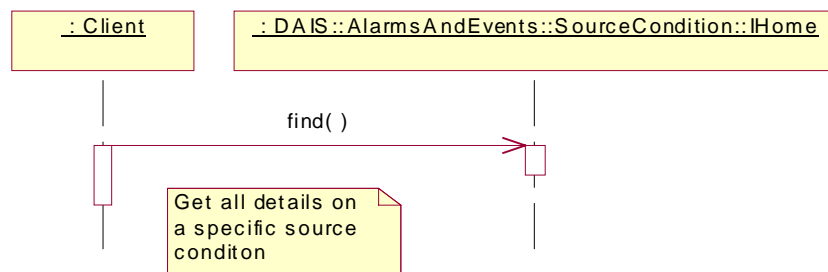 : Client
: DAIS::AlarmsAndEvents::SourceCondition::IHome
find( )
Get all details on
a specific source
conditon